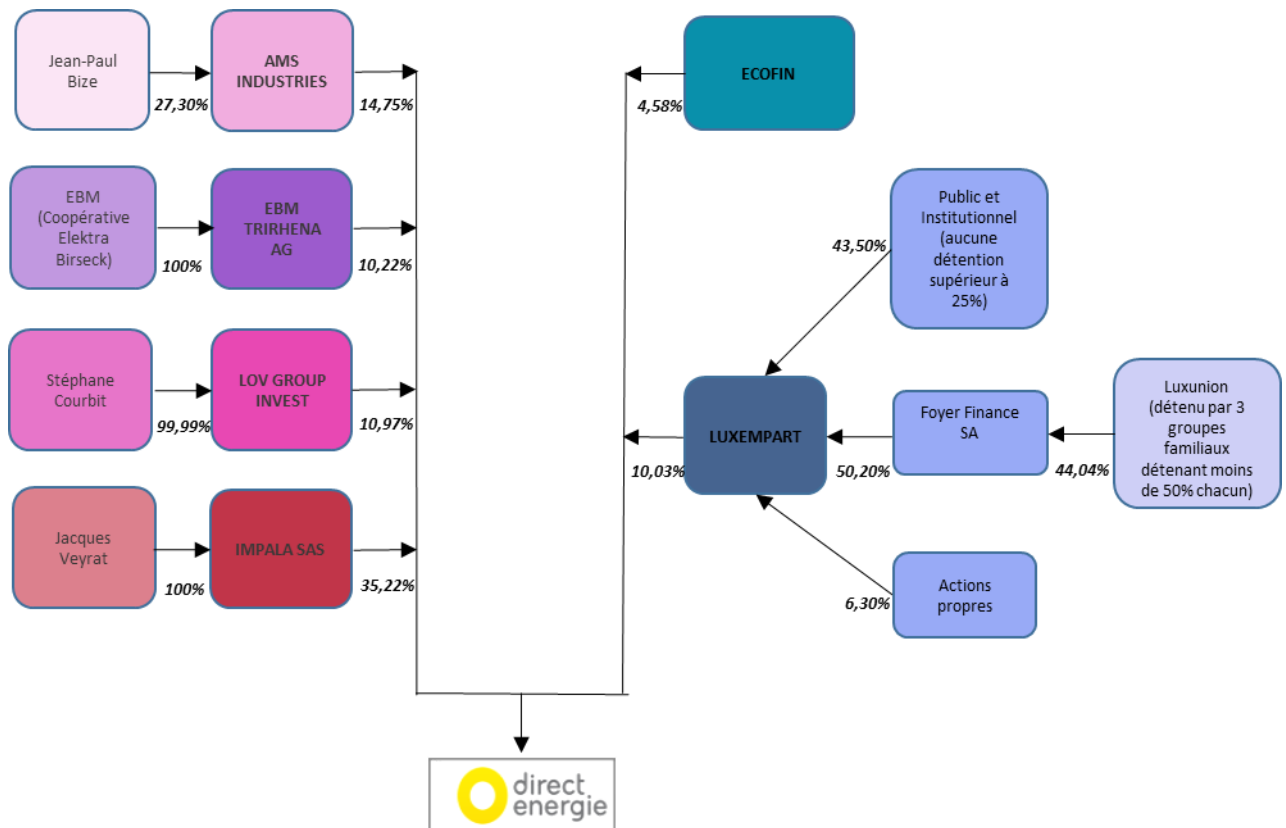 Jean-Paul
Bize
27,30%
AMS
INDUSTRIES
14,75%
EBM
(Coopérative
Elektra
Birseck)
100%
EBM
TRIRHENA
AG
10,22%
Stéphane
Courbit
99,99%
LOV GROUP
INVEST
10,97%
Jacques
Veyrat
100%
IMPALA SAS
35,22%
ECOFIN
4,58%
Public et
Institutionnel
(aucune
détention
supérieur à
25%)
43,50%
LUXEMPART
10,03%
Foyer Finance
SA
50,20%
Luxunion
(détenu par 3
groupes
familiaux
détenant moins
de 50% chacun)
44,04%
Actions
propres
6,30%
direct
energie